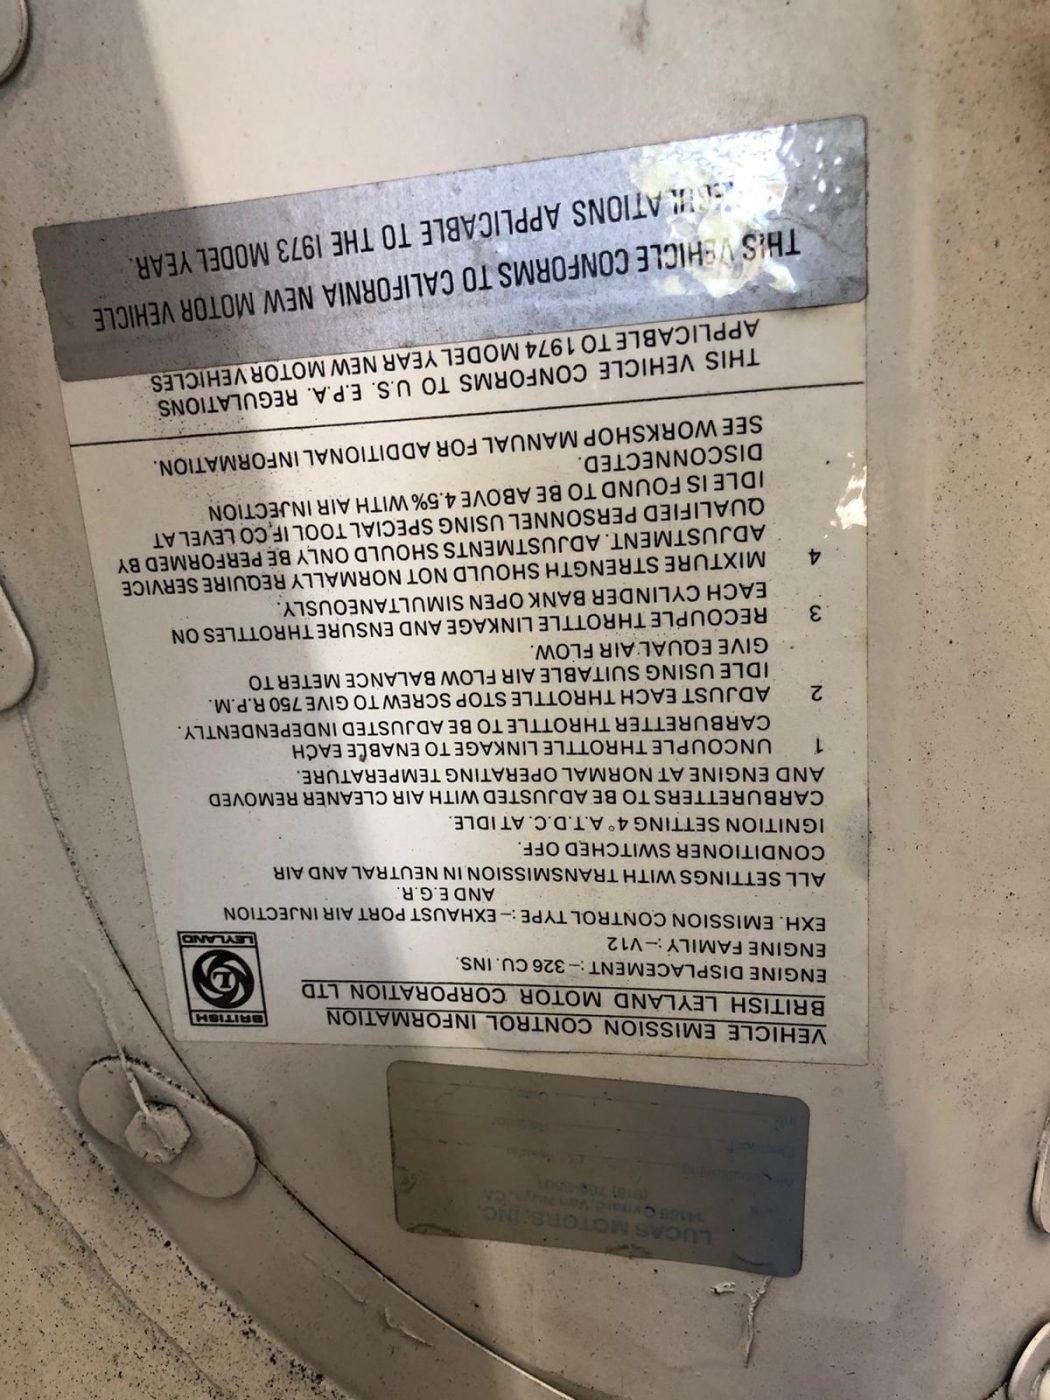 VEHICLE EMISSION CONTROL INFORMATION
BRITISH LEYLAND MOTOR CORPORATION LTD
BRITISH
L
LEYLAND
ENGINE DISPLACEMENT :– 326 CU. INS.
ENGINE FAMILY :– V12
EXH. EMISSION CONTROL TYPE :– EXHAUST PORT AIR INJECTION
AND E.G.R.
ALL SETTINGS WITH TRANSMISSION IN NEUTRAL AND AIR
CONDITIONER SWITCHED OFF.
IGNITION SETTING 4° A.T.D.C. AT IDLE.
CARBURETTERS TO BE ADJUSTED WITH AIR CLEANER REMOVED
AND ENGINE AT NORMAL OPERATING TEMPERATURE.
1 UNCOUPLE THROTTLE LINKAGE TO ENABLE EACH
CARBURETTER THROTTLE TO BE ADJUSTED INDEPENDENTLY.
2 ADJUST EACH THROTTLE STOP SCREW TO GIVE 750 R.P.M.
IDLE USING SUITABLE AIR FLOW BALANCE METER TO
GIVE EQUAL AIR FLOW.
3 RECOUPLE THROTTLE LINKAGE AND ENSURE THROTTLES ON
EACH CYLINDER BANK OPEN SIMULTANEOUSLY.
4 MIXTURE STRENGTH SHOULD NOT NORMALLY REQUIRE SERVICE
ADJUSTMENT. ADJUSTMENTS SHOULD ONLY BE PERFORMED BY
QUALIFIED PERSONNEL USING SPECIAL TOOL IF, CO LEVEL AT
IDLE IS FOUND TO BE ABOVE 4.5% WITH AIR INJECTION
DISCONNECTED.
SEE WORKSHOP MANUAL FOR ADDITIONAL INFORMATION.
THIS VEHICLE CONFORMS TO U.S. E.P.A. REGULATIONS
APPLICABLE TO 1974 MODEL YEAR NEW MOTOR VEHICLES
THIS VEHICLE CONFORMS TO CALIFORNIA NEW MOTOR VEHICLE
REGULATIONS APPLICABLE TO THE 1973 MODEL YEAR.
LUCAS MOTORS, INC.
Oxnard, Van Nuys, CA